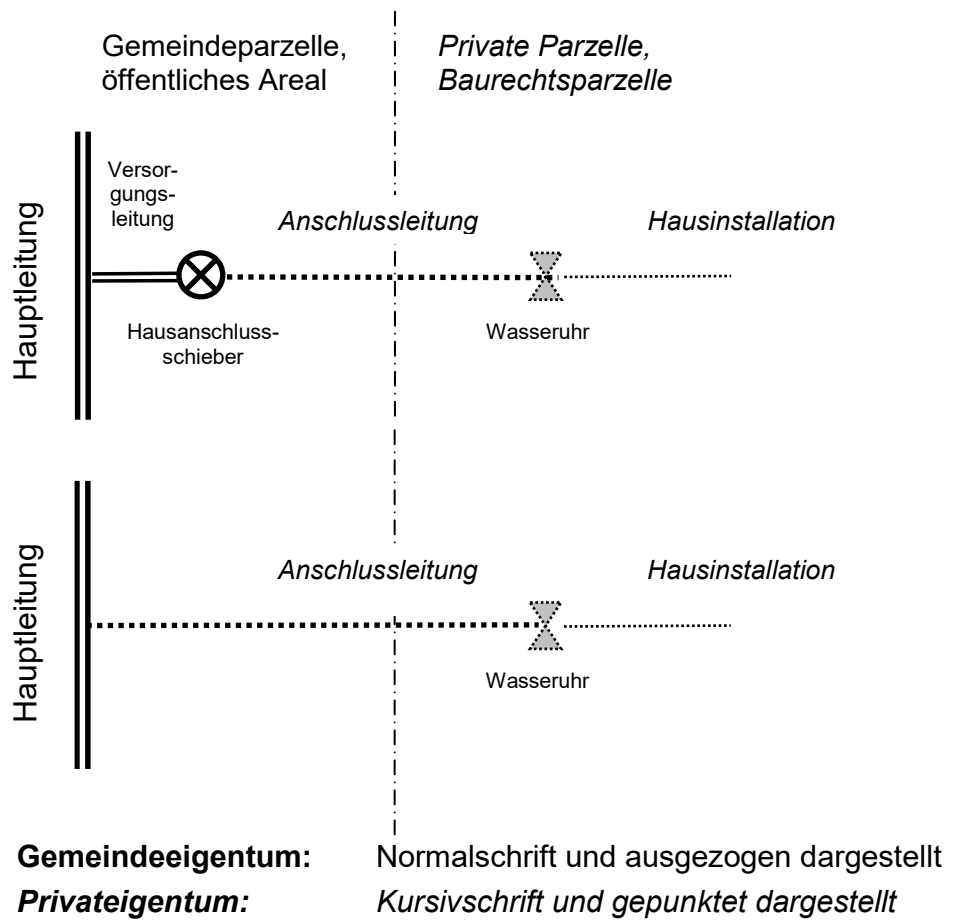 Gemeindeparzelle,
öffentliches Areal
Private Parzelle,
Baurechtsparzelle
Hauptleitung
Versor-
gungs-
leitung
Anschlussleitung
Hausinstallation
Hausanschluss-
schieber
Wasseruhr
Hauptleitung
Anschlussleitung
Hausinstallation
Wasseruhr
Gemeindeeigentum: Normalschrift und ausgezogen dargestellt
Privateigentum: Kursivschrift und gepunktet dargestellt